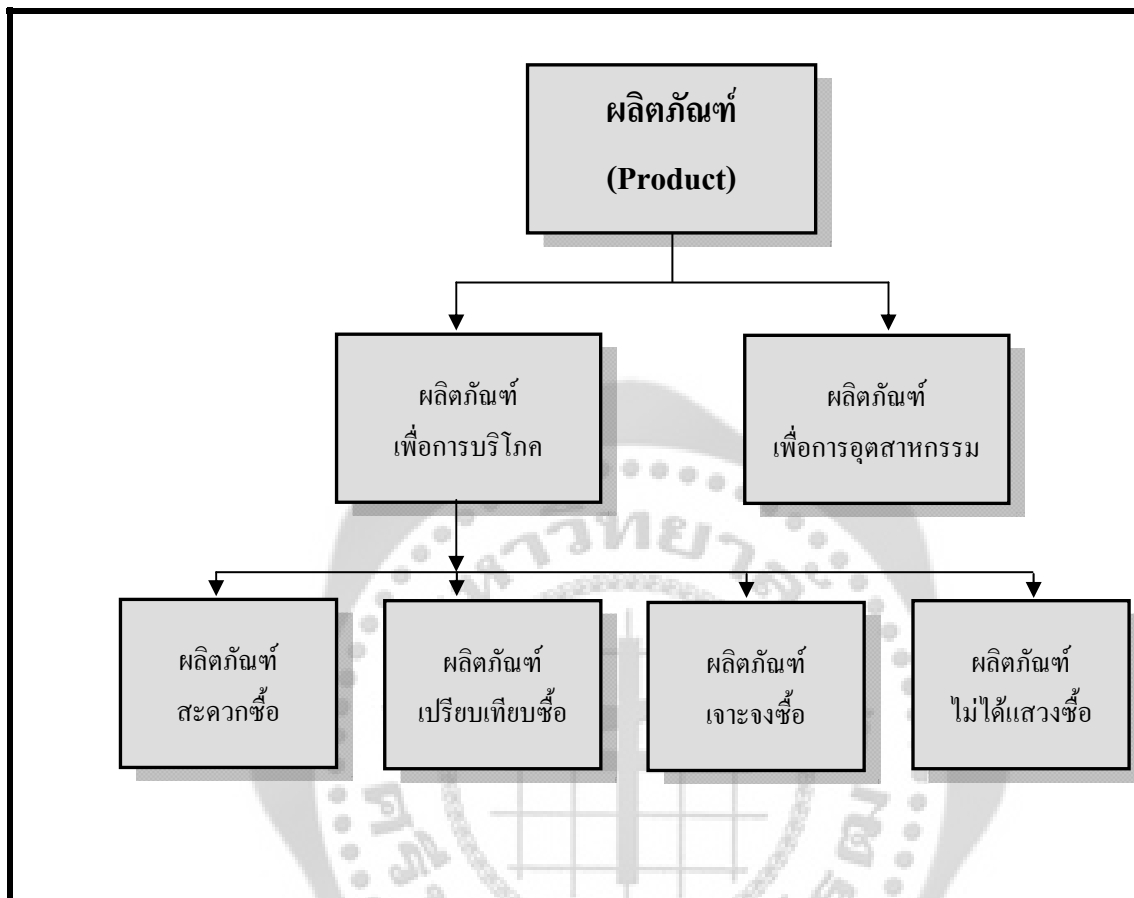 ผลิตภัณฑ์
(Product)
ผลิตภัณฑ์
เพื่อการบริโภค
ผลิตภัณฑ์
เพื่อการอุตสาหกรรม
ผลิตภัณฑ์
สะดวกซื้อ
ผลิตภัณฑ์
เปรียบเทียบซื้อ
ผลิตภัณฑ์
เจาะจงซื้อ
ผลิตภัณฑ์
ไม่ได้แสวงซื้อ